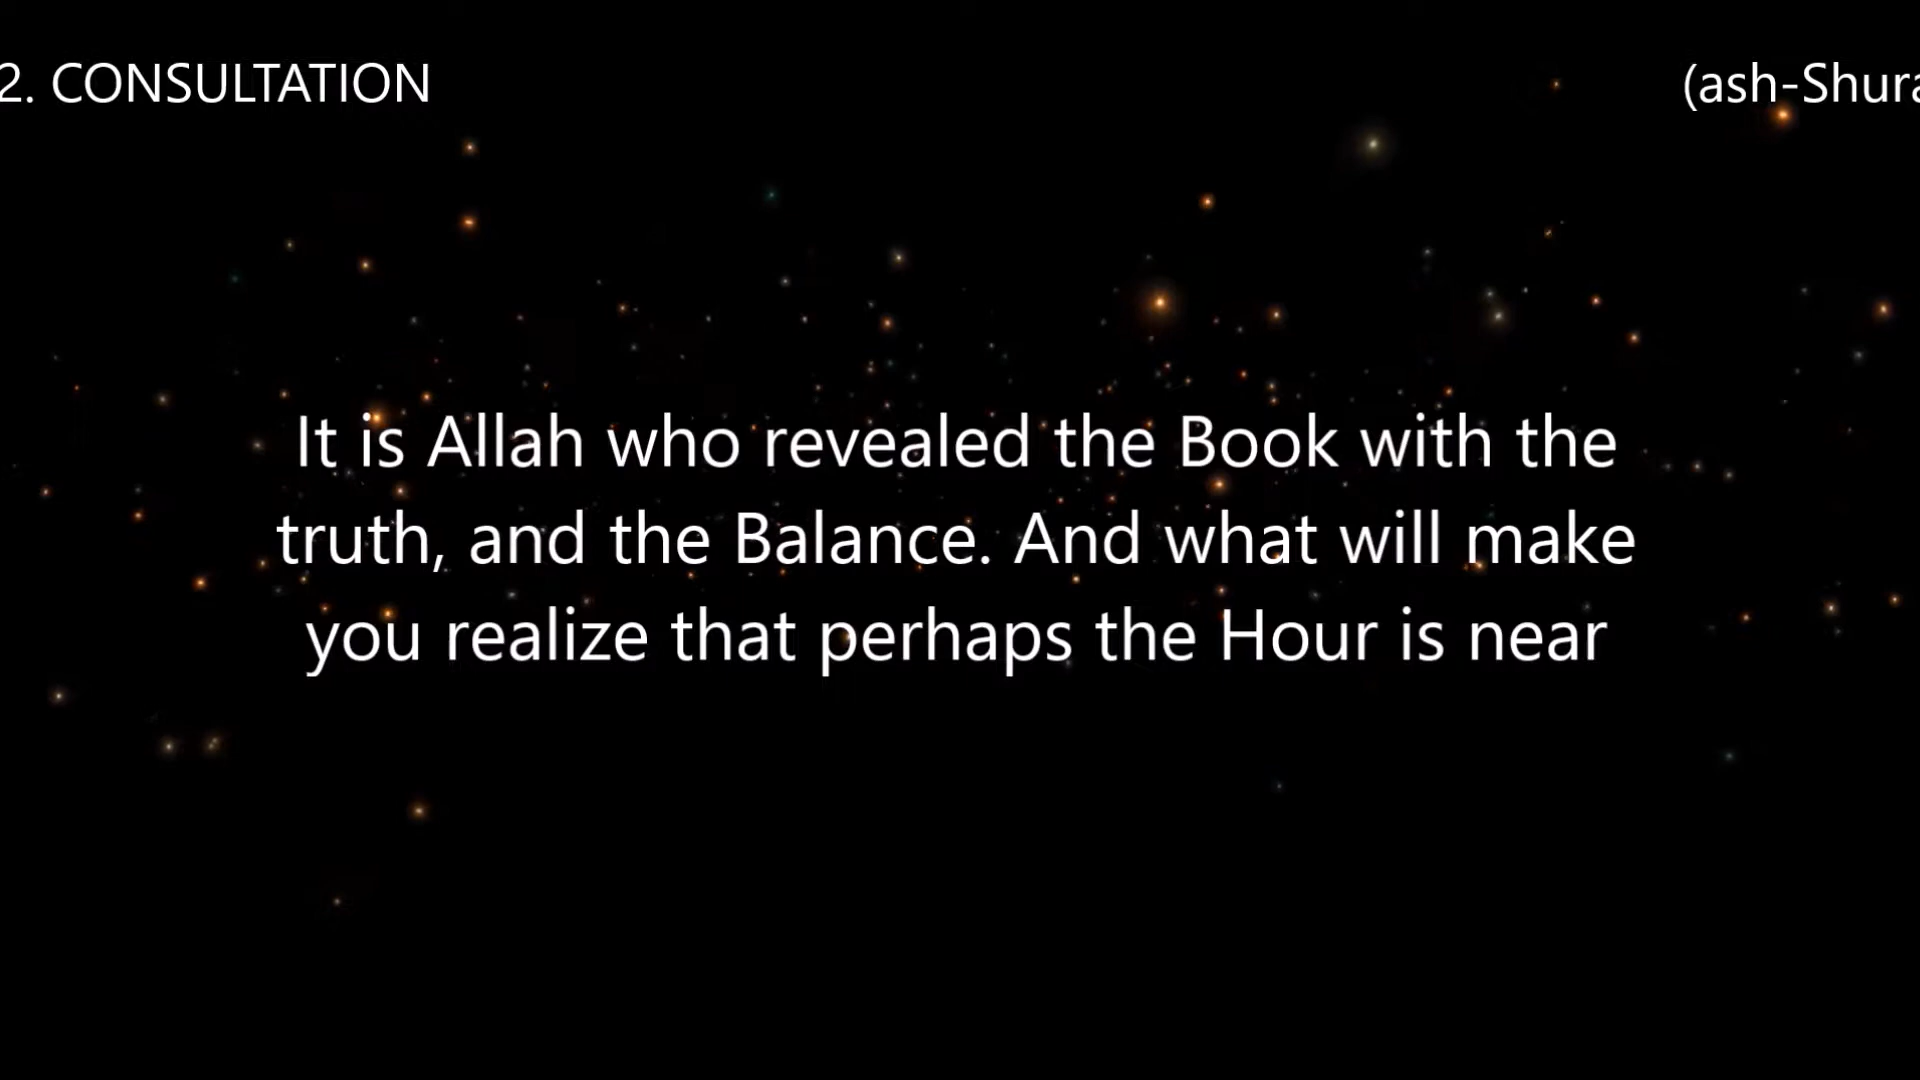 2. CONSULTATION
(ash-Shura
It is Allah who revealed the Book with the
truth, and the Balance. And what will make
you realize that perhaps the Hour is near